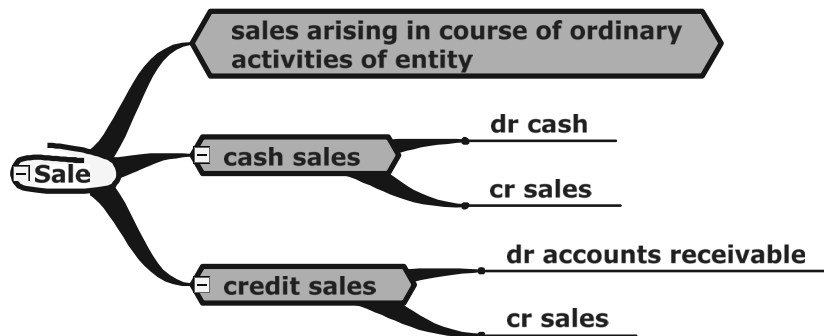 sales arising in course of ordinary
activities of entity
dr cash
cash sales
cr sales
Sale
dr accounts receivable
credit sales
cr sales